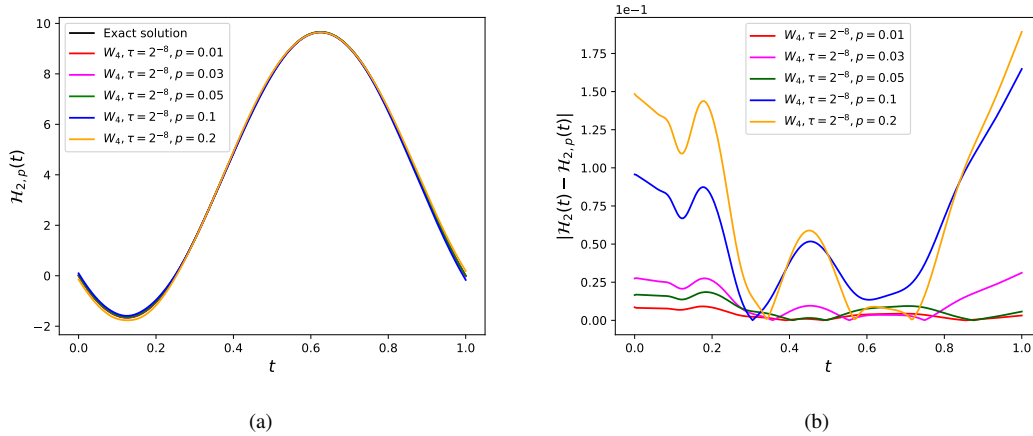 10
8
6
4
2
0
−2
0.0 0.2 0.4 0.6 0.8 1.0
t
ℋ₂,ₚ(t)
Exact solution
W₄, τ = 2⁻⁸, p = 0.01
W₄, τ = 2⁻⁸, p = 0.03
W₄, τ = 2⁻⁸, p = 0.05
W₄, τ = 2⁻⁸, p = 0.1
W₄, τ = 2⁻⁸, p = 0.2
(a)
1e−1
1.75
1.50
1.25
1.00
0.75
0.50
0.25
0.00
0.0 0.2 0.4 0.6 0.8 1.0
t
|ℋ₂(t) − ℋ₂,ₚ(t)|
W₄, τ = 2⁻⁸, p = 0.01
W₄, τ = 2⁻⁸, p = 0.03
W₄, τ = 2⁻⁸, p = 0.05
W₄, τ = 2⁻⁸, p = 0.1
W₄, τ = 2⁻⁸, p = 0.2
(b)